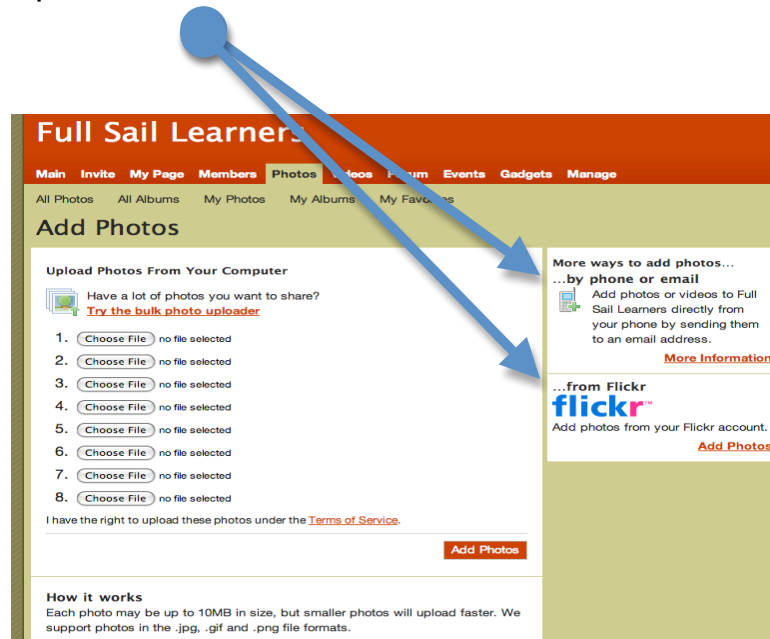 Full Sail Learners
Main Invite My Page Members Photos Videos Forum Events Gadgets Manage
All Photos All Albums My Photos My Albums My Favorites
Add Photos
Upload Photos From Your Computer
Have a lot of photos you want to share?
Try the bulk photo uploader
1. Choose File no file selected
2. Choose File no file selected
3. Choose File no file selected
4. Choose File no file selected
5. Choose File no file selected
6. Choose File no file selected
7. Choose File no file selected
8. Choose File no file selected
I have the right to upload these photos under the Terms of Service.
Add Photos
How it works
Each photo may be up to 10MB in size, but smaller photos will upload faster. We
support photos in the .jpg, .gif and .png file formats.
More ways to add photos...
...by phone or email
Add photos or videos to Full
Sail Learners directly from
your phone by sending them
to an email address.
More Information
...from Flickr
flickr™
Add photos from your Flickr account.
Add Photos